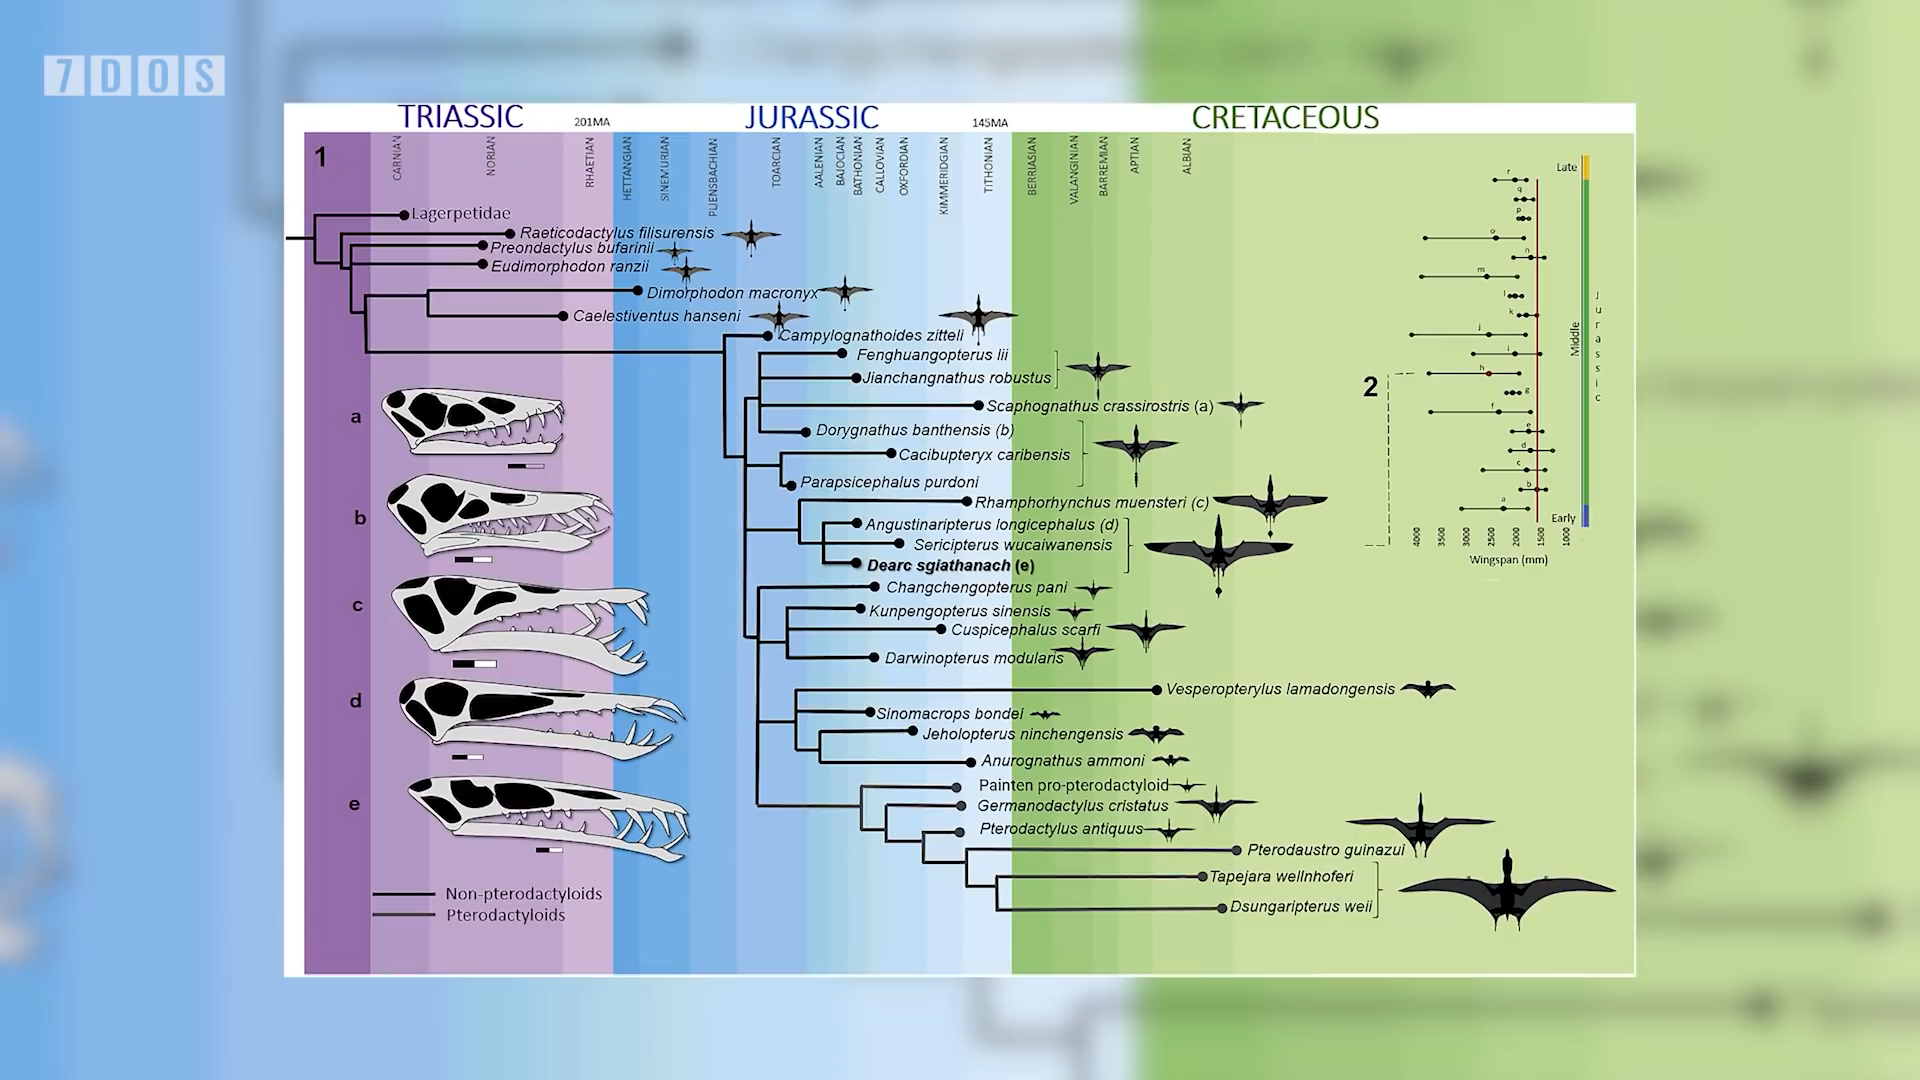 7DOS
TRIASSIC
201MA
JURASSIC
145MA
CRETACEOUS
1
CARNIAN
NORIAN
RHAETIAN
HETTANGIAN
SINEMURIAN
PLIENSBACHIAN
TOARCIAN
AALENIAN
BAJOCIAN
BATHONIAN
CALLOVIAN
OXFORDIAN
KIMMERIDGIAN
TITHONIAN
BERRIASIAN
VALANGINIAN
BARREMIAN
APTIAN
ALBIAN
Lagerpetidae
Raeticodactylus filisurensis
Preondactylus bufarinii
Eudimorphodon ranzii
Dimorphodon macronyx
Caelestiventus hanseni
Campylognathoides zitteli
Fenghuangopterus lii
Jianchangnathus robustus
Scaphognathus crassirostris (a)
Dorygnathus banthensis (b)
Cacibupteryx caribensis
Parapsicephalus purdoni
Rhamphorhynchus muensteri (c)
Angustinaripterus longicephalus (d)
Sericipterus wucaiwanensis
Dearc sgiathanach (e)
Changchengopterus pani
Kunpengopterus sinensis
Cuspicephalus scarfi
Darwinopterus modularis
Vesperopterylus lamadongensis
Sinomacrops bondei
Jeholopterus ninchengensis
Anurognathus ammoni
Painten pro-pterodactyloid
Germanodactylus cristatus
Pterodactylus antiquus
Pterodaustro guinazui
Tapejara wellnhoferi
Dsungaripterus weii
a
b
c
d
e
Non-pterodactyloids
Pterodactyloids
2
Late
r
q
p
o
n
m
l
k
j
i
h
g
f
e
d
c
b
a
Middle
Jurassic
Early
4000
3500
3000
2500
2000
1500
1000
Wingspan (mm)